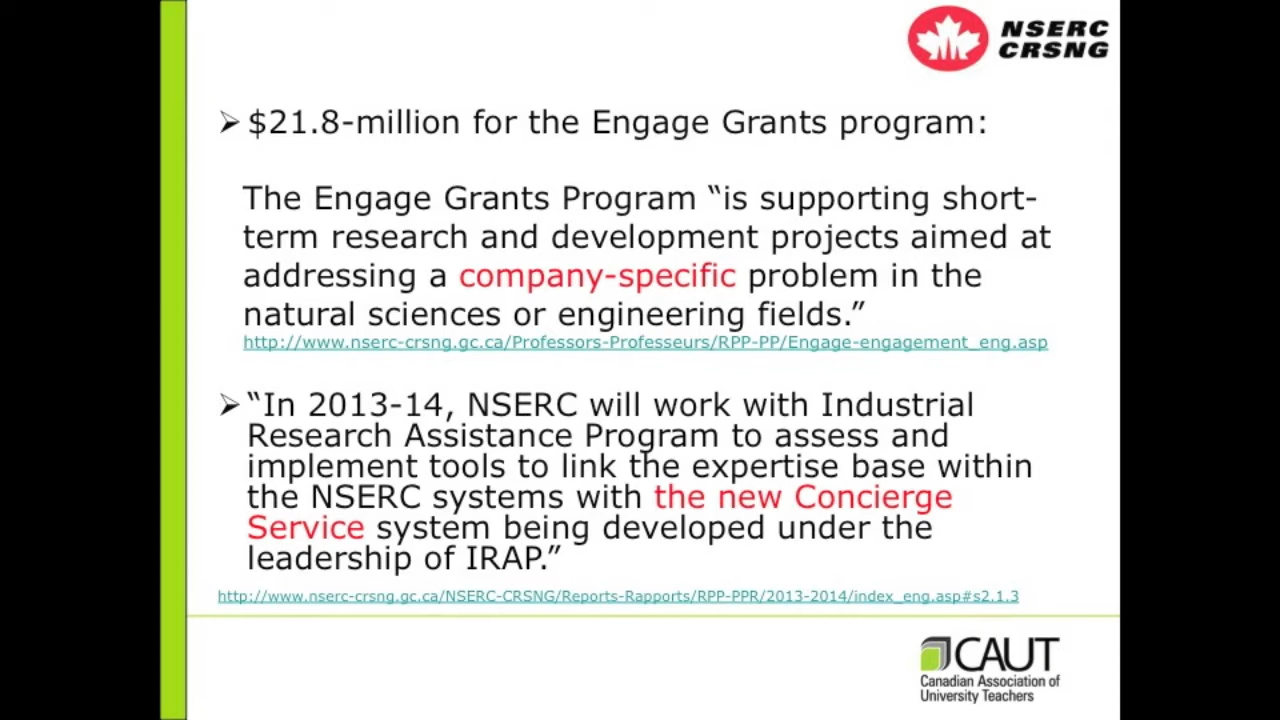 NSERC
CRSNG
➢ $21.8-million for the Engage Grants program:
The Engage Grants Program “is supporting short-
term research and development projects aimed at
addressing a company-specific problem in the
natural sciences or engineering fields.”
http://www.nserc-crsng.gc.ca/Professors-Professeurs/RPP-PP/Engage-engagement_eng.asp
➢ “In 2013-14, NSERC will work with Industrial
Research Assistance Program to assess and
implement tools to link the expertise base within
the NSERC systems with the new Concierge
Service system being developed under the
leadership of IRAP.”
http://www.nserc-crsng.gc.ca/NSERC-CRSNG/Reports-Rapports/RPP-PPR/2013-2014/index_eng.asp#s2.1.3
CAUT
Canadian Association of
University Teachers